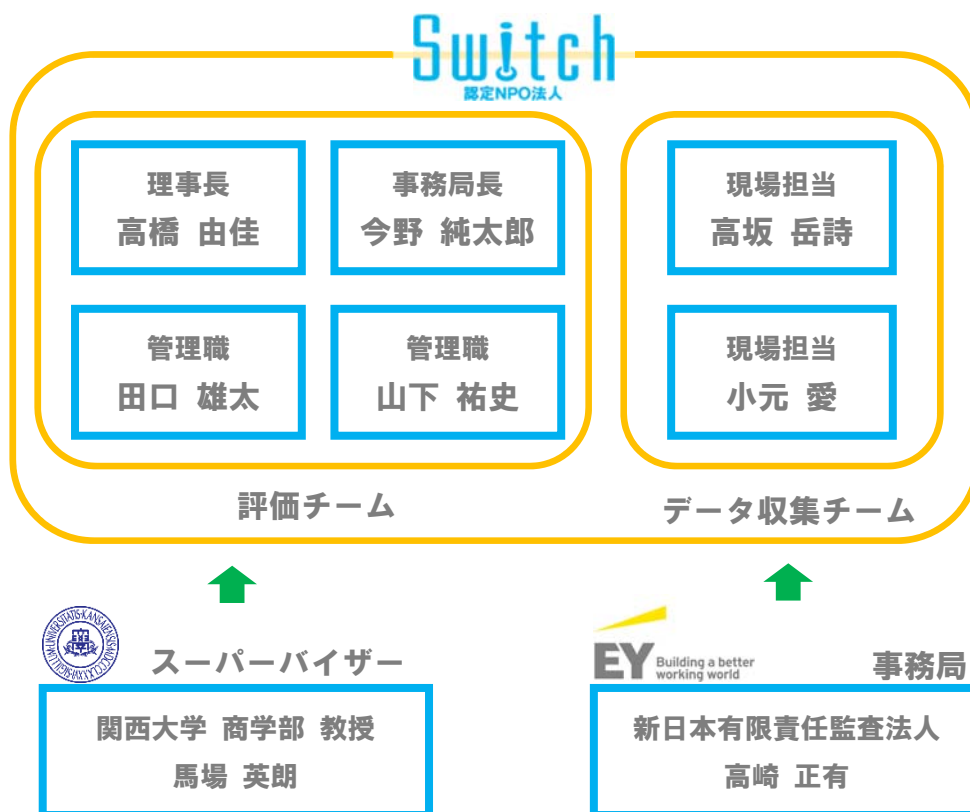 Switch
認定NPO法人
理事長
高橋 由佳
事務局長
今野 純太郎
管理職
田口 雄太
管理職
山下 祐史
評価チーム
現場担当
高坂 岳詩
現場担当
小元 愛
データ収集チーム
スーパーバイザー
関西大学 商学部 教授
馬場 英朗
EY
Building a better
working world
事務局
新日本有限責任監査法人
高崎 正有